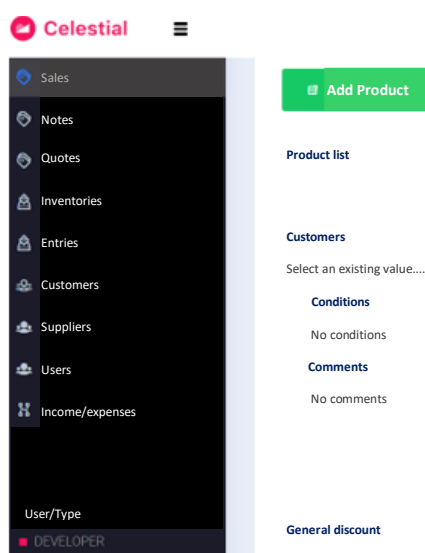 Celestial
Sales
Notes
Quotes
Inventories
Entries
Customers
Suppliers
Users
Income/expenses
User/Type
DEVELOPER
Add Product
Product list
Customers
Select an existing value....
Conditions
No conditions
Comments
No comments
General discount